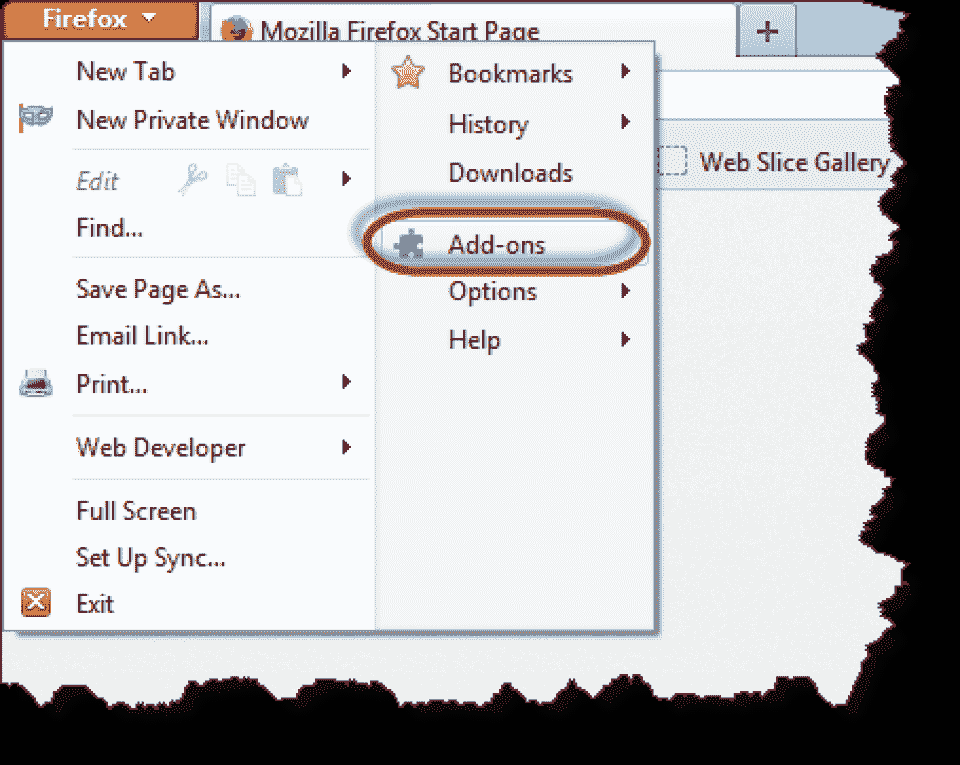 Firefox
Mozilla Firefox Start Page
New Tab
New Private Window
Edit
Find...
Save Page As...
Email Link...
Print...
Web Developer
Full Screen
Set Up Sync...
Exit
Bookmarks
History
Downloads
Add-ons
Options
Help
Web Slice Gallery